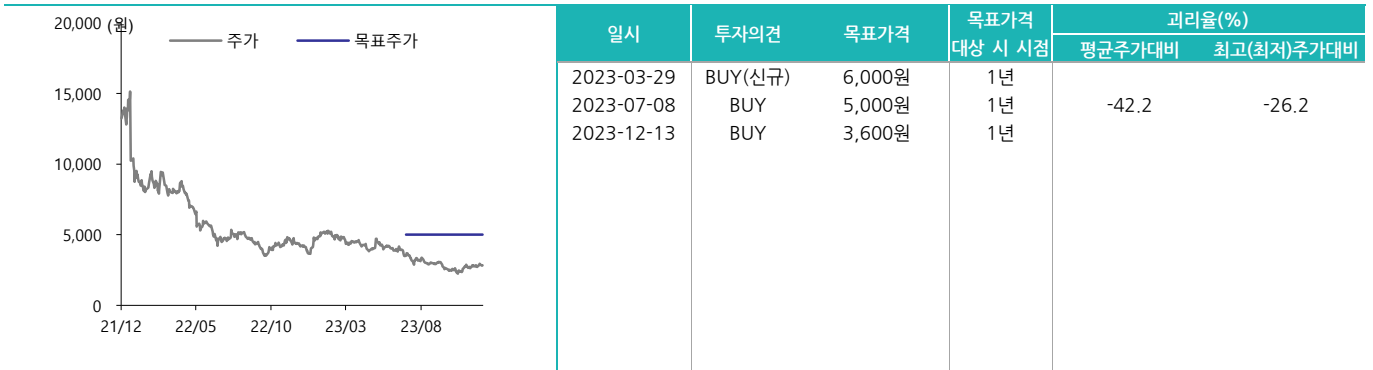 (원)
주가 목표주가
20,000
15,000
10,000
5,000
0
21/12 22/05 22/10 23/03 23/08
일시 투자의견 목표가격 목표가격 대상 시 시점 괴리율(%)
평균주가대비 최고(최저)주가대비
2023-03-29 BUY(신규) 6,000원 1년
2023-07-08 BUY 5,000원 1년 -42.2 -26.2
2023-12-13 BUY 3,600원 1년